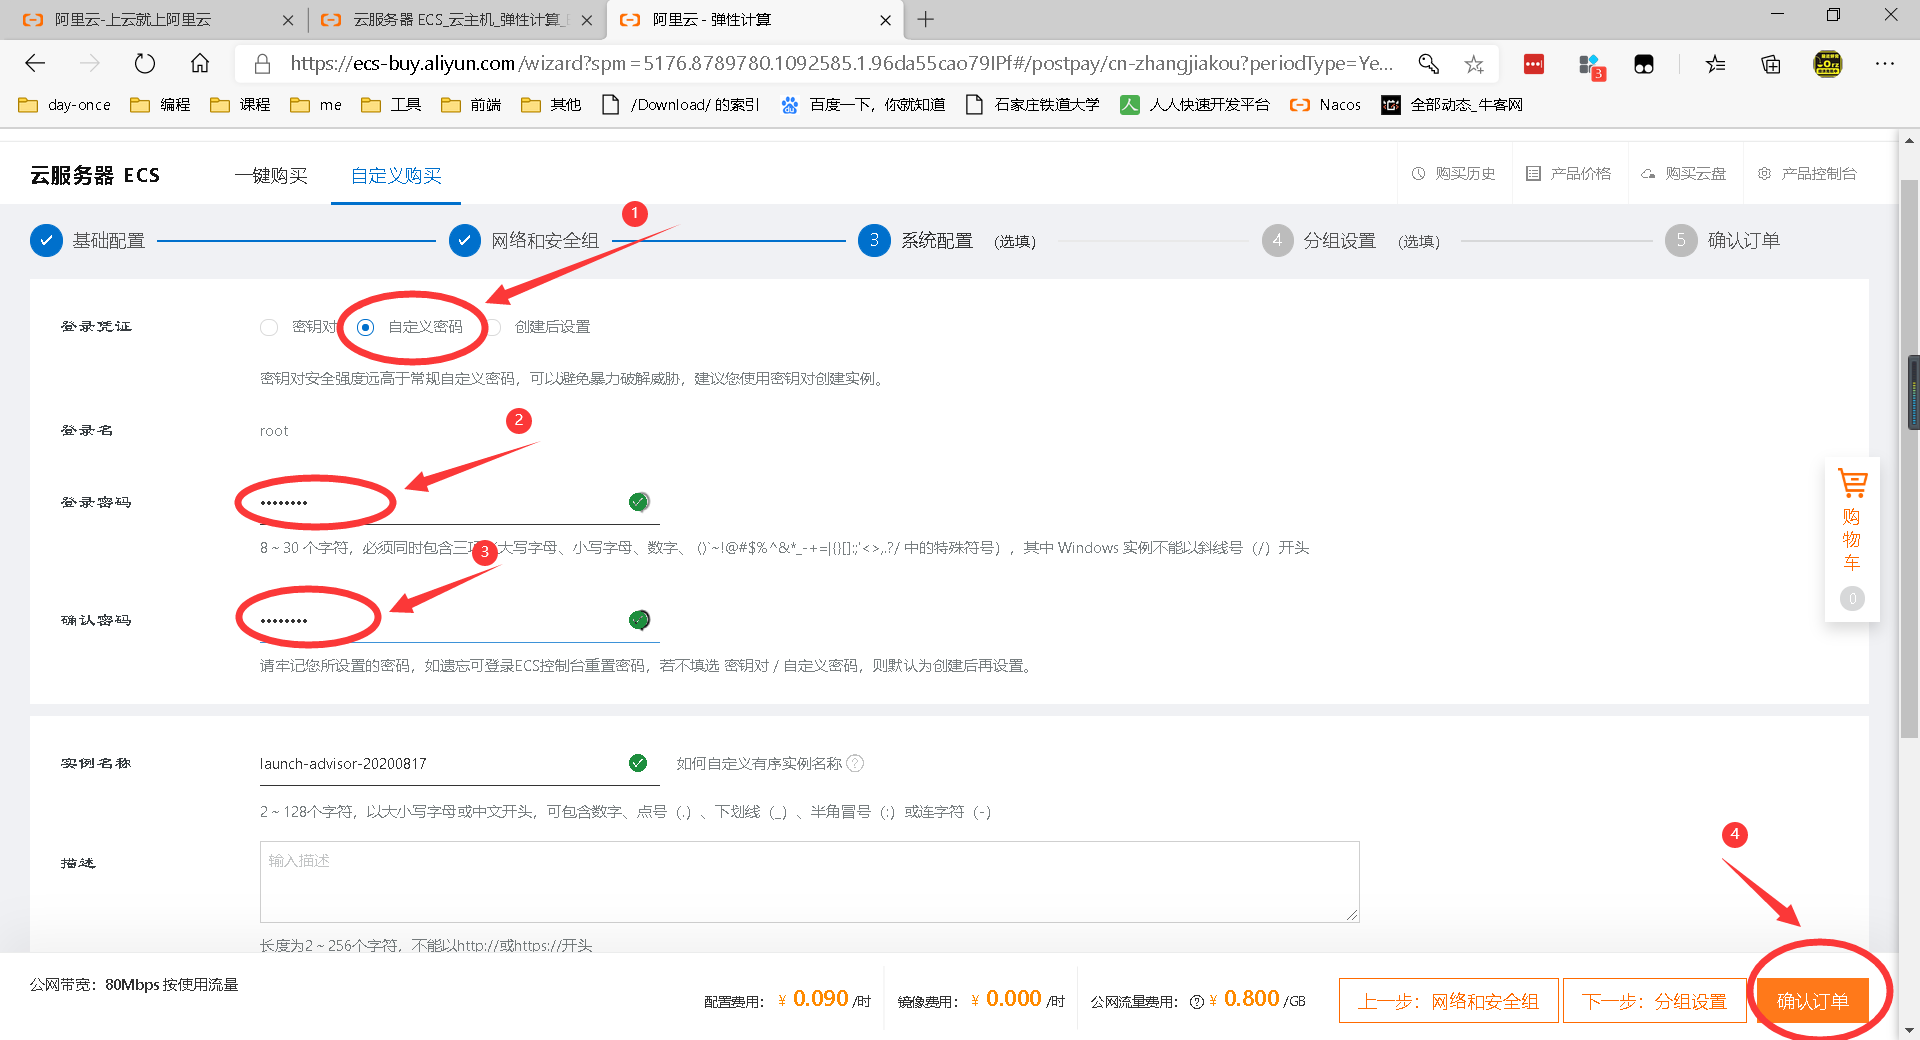 阿里云-上云就上阿里云
云服务器 ECS_云主机_弹性计算_
阿里云 - 弹性计算
https://ecs-buy.aliyun.com/wizard?spm=5176.8789780.1092585.1.96da55cao79IPf#/postpay/cn-zhangjiakou?periodType=Ye...
3
day-once 编程 课程 me 工具 前端 其他 /Download/ 的索引 百度一下，你就知道 石家庄铁道大学 人人快速开发平台 Nacos 全部动态_牛客网
云服务器 ECS 一键购买 自定义购买 购买历史 产品价格 购买云盘 产品控制台
1
基础配置 网络和安全组 3 系统配置 (选填) 4 分组设置 (选填) 5 确认订单
登录凭证 密钥对 自定义密码 创建后设置
密钥对安全强度远高于常规自定义密码，可以避免暴力破解威胁，建议您使用密钥对创建实例。
2
登录名 root
登录密码 ••••••••
8 ~ 30 个字符，必须同时包含三项（大写字母、小写字母、数字、 ()`~!@#$%^&*_-+=|{}[]:;'<>,.?/ 中的特殊符号），其中 Windows 实例不能以斜线号（/）开头
3
确认密码 ••••••••
请牢记您所设置的密码，如遗忘可登录ECS控制台重置密码，若不填选 密钥对 / 自定义密码，则默认为创建后再设置。
购物车
0
实例名称 launch-advisor-20200817 如何自定义有序实例名称 ?
2 ~ 128个字符，以大小写字母或中文开头，可包含数字、点号（.）、下划线（_）、半角冒号（:）或连字符（-）
4
描述 输入描述
长度为2 ~ 256个字符，不能以http://或https://开头
公网带宽：80Mbps 按使用流量
配置费用： ¥ 0.090 /时 镜像费用： ¥ 0.000 /时 公网流量费用： ? ¥ 0.800 /GB
上一步：网络和安全组 下一步：分组设置 确认订单